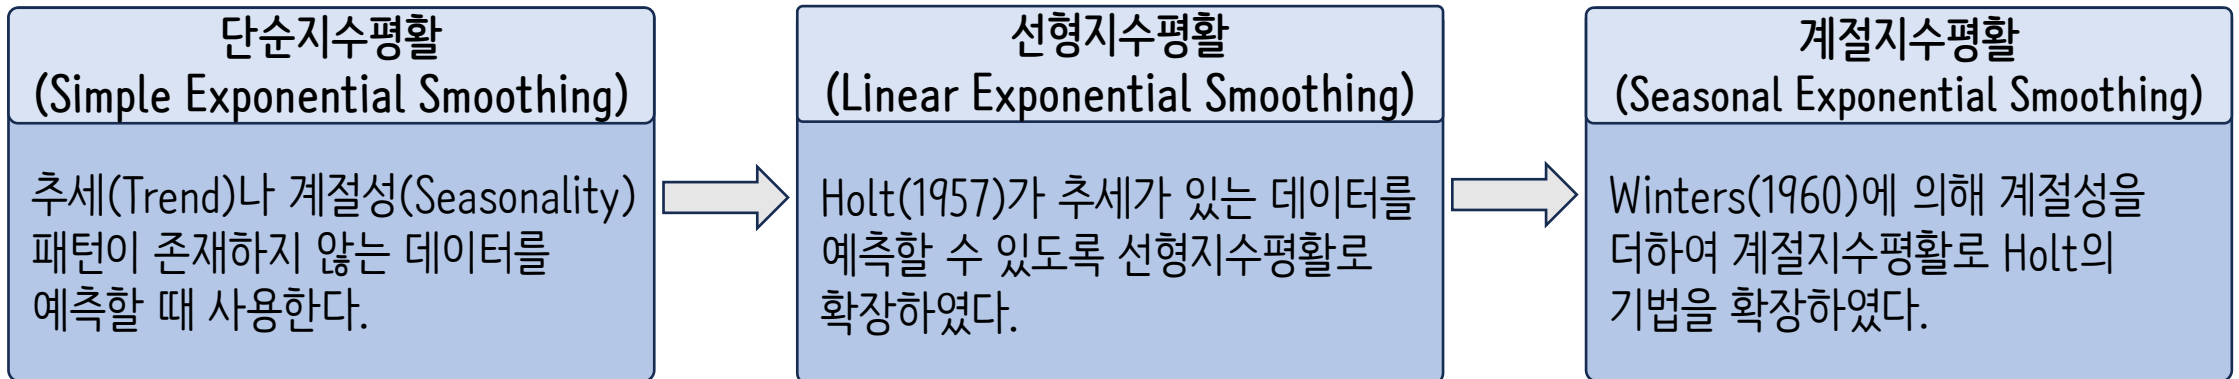 단순지수평활
(Simple Exponential Smoothing)
추세(Trend)나 계절성(Seasonality)
패턴이 존재하지 않는 데이터를
예측할 때 사용한다.
선형지수평활
(Linear Exponential Smoothing)
Holt(1957)가 추세가 있는 데이터를
예측할 수 있도록 선형지수평활로
확장하였다.
계절지수평활
(Seasonal Exponential Smoothing)
Winters(1960)에 의해 계절성을
더하여 계절지수평활로 Holt의
기법을 확장하였다.